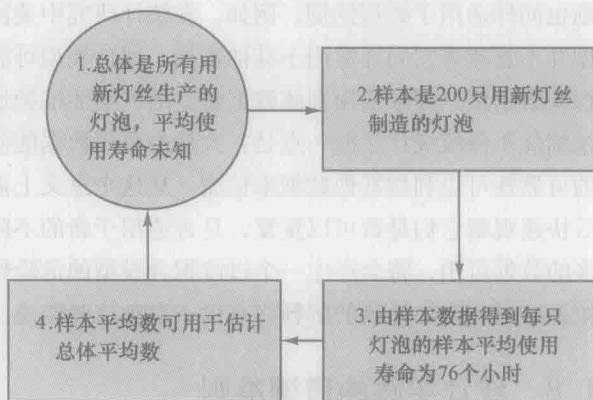 1.总体是所有用
新灯丝生产的
灯泡，平均使
用寿命未知
2.样本是200只用新灯丝
制造的灯泡
3.由样本数据得到每只
灯泡的样本平均使用
寿命为76个小时
4.样本平均数可用于估计
总体平均数